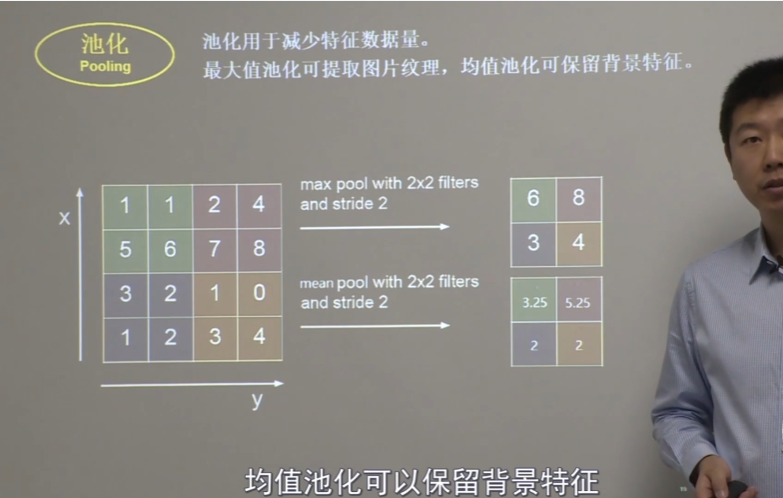 池化
Pooling
池化用于减少特征数据量。
最大值池化可提取图片纹理，均值池化可保留背景特征。
x
1 1 2 4
5 6 7 8
3 2 1 0
1 2 3 4
y
max pool with 2x2 filters
and stride 2
6 8
3 4
mean pool with 2x2 filters
and stride 2
3.25 5.25
2 2
均值池化可以保留背景特征